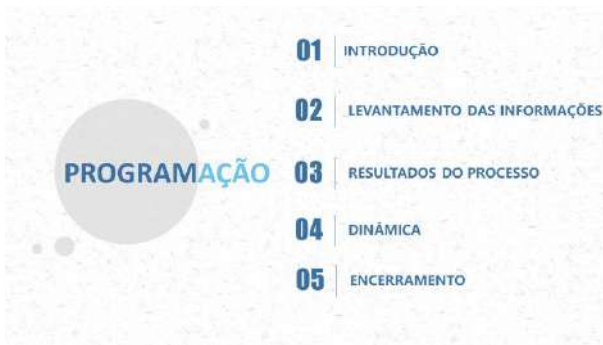 PROGRAMAÇÃO
01 INTRODUÇÃO
02 LEVANTAMENTO DAS INFORMAÇÕES
03 RESULTADOS DO PROCESSO
04 DINÂMICA
05 ENCERRAMENTO